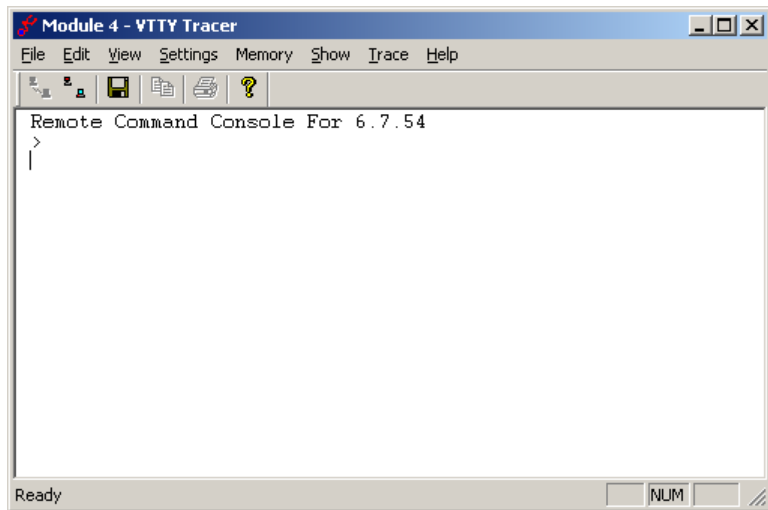 Module 4 - VTTY Tracer
File Edit View Settings Memory Show Trace Help
Remote Command Console For 6.7.54
>
Ready NUM